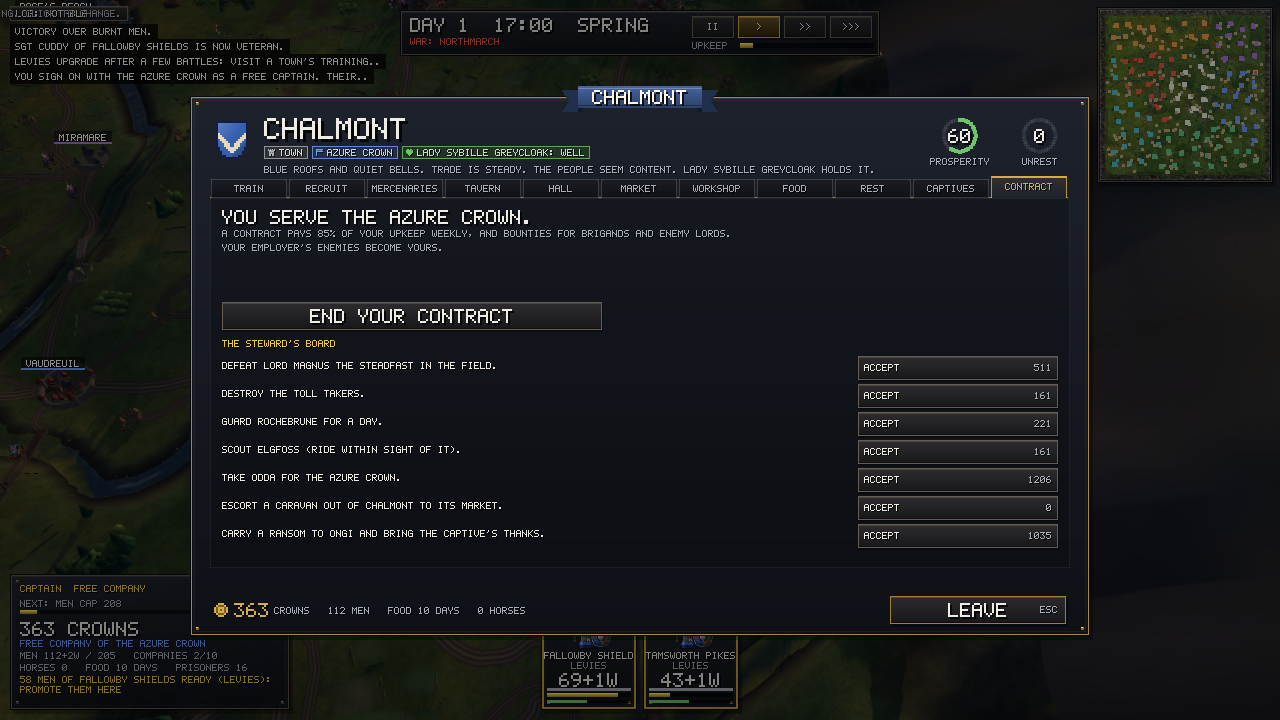 VICTORY OVER BURNT MEN.
SGT CUDDY OF FALLOWBY SHIELDS IS NOW VETERAN.
LEVIES UPGRADE AFTER A FEW BATTLES: VISIT A TOWN'S TRAINING..
YOU SIGN ON WITH THE AZURE CROWN AS A FREE CAPTAIN. THEIR..
DAY 1 17:00 SPRING
WAR: NORTHMARCH
II > >> >>>
UPKEEP
MIRAMARE
VAUDREUIL
CHALMONT
CHALMONT
TOWN AZURE CROWN LADY SYBILLE GREYCLOAK: WELL
BLUE ROOFS AND QUIET BELLS. TRADE IS STEADY. THE PEOPLE SEEM CONTENT. LADY SYBILLE GREYCLOAK HOLDS IT.
60 PROSPERITY
0 UNREST
TRAIN RECRUIT MERCENARIES TAVERN HALL MARKET WORKSHOP FOOD REST CAPTIVES CONTRACT
YOU SERVE THE AZURE CROWN.
A CONTRACT PAYS 85% OF YOUR UPKEEP WEEKLY, AND BOUNTIES FOR BRIGANDS AND ENEMY LORDS.
YOUR EMPLOYER'S ENEMIES BECOME YOURS.
END YOUR CONTRACT
THE STEWARD'S BOARD
DEFEAT LORD MAGNUS THE STEADFAST IN THE FIELD. ACCEPT 511
DESTROY THE TOLL TAKERS. ACCEPT 161
GUARD ROCHEBRUNE FOR A DAY. ACCEPT 221
SCOUT ELGFOSS (RIDE WITHIN SIGHT OF IT). ACCEPT 161
TAKE ODDA FOR THE AZURE CROWN. ACCEPT 1206
ESCORT A CARAVAN OUT OF CHALMONT TO ITS MARKET. ACCEPT 0
CARRY A RANSOM TO ONGI AND BRING THE CAPTIVE'S THANKS. ACCEPT 1035
363 CROWNS 112 MEN FOOD 10 DAYS 0 HORSES
LEAVE ESC
CAPTAIN FREE COMPANY
NEXT: MEN CAP 208
363 CROWNS
FREE COMPANY OF THE AZURE CROWN
MEN 112+2W / 205 COMPANIES 2/10
HORSES 0 FOOD 10 DAYS PRISONERS 16
58 MEN OF FALLOWBY SHIELDS READY (LEVIES):
PROMOTE THEM HERE
FALLOWBY SHIELD
LEVIES
69+1W
TAMSWORTH PIKES
LEVIES
43+1W